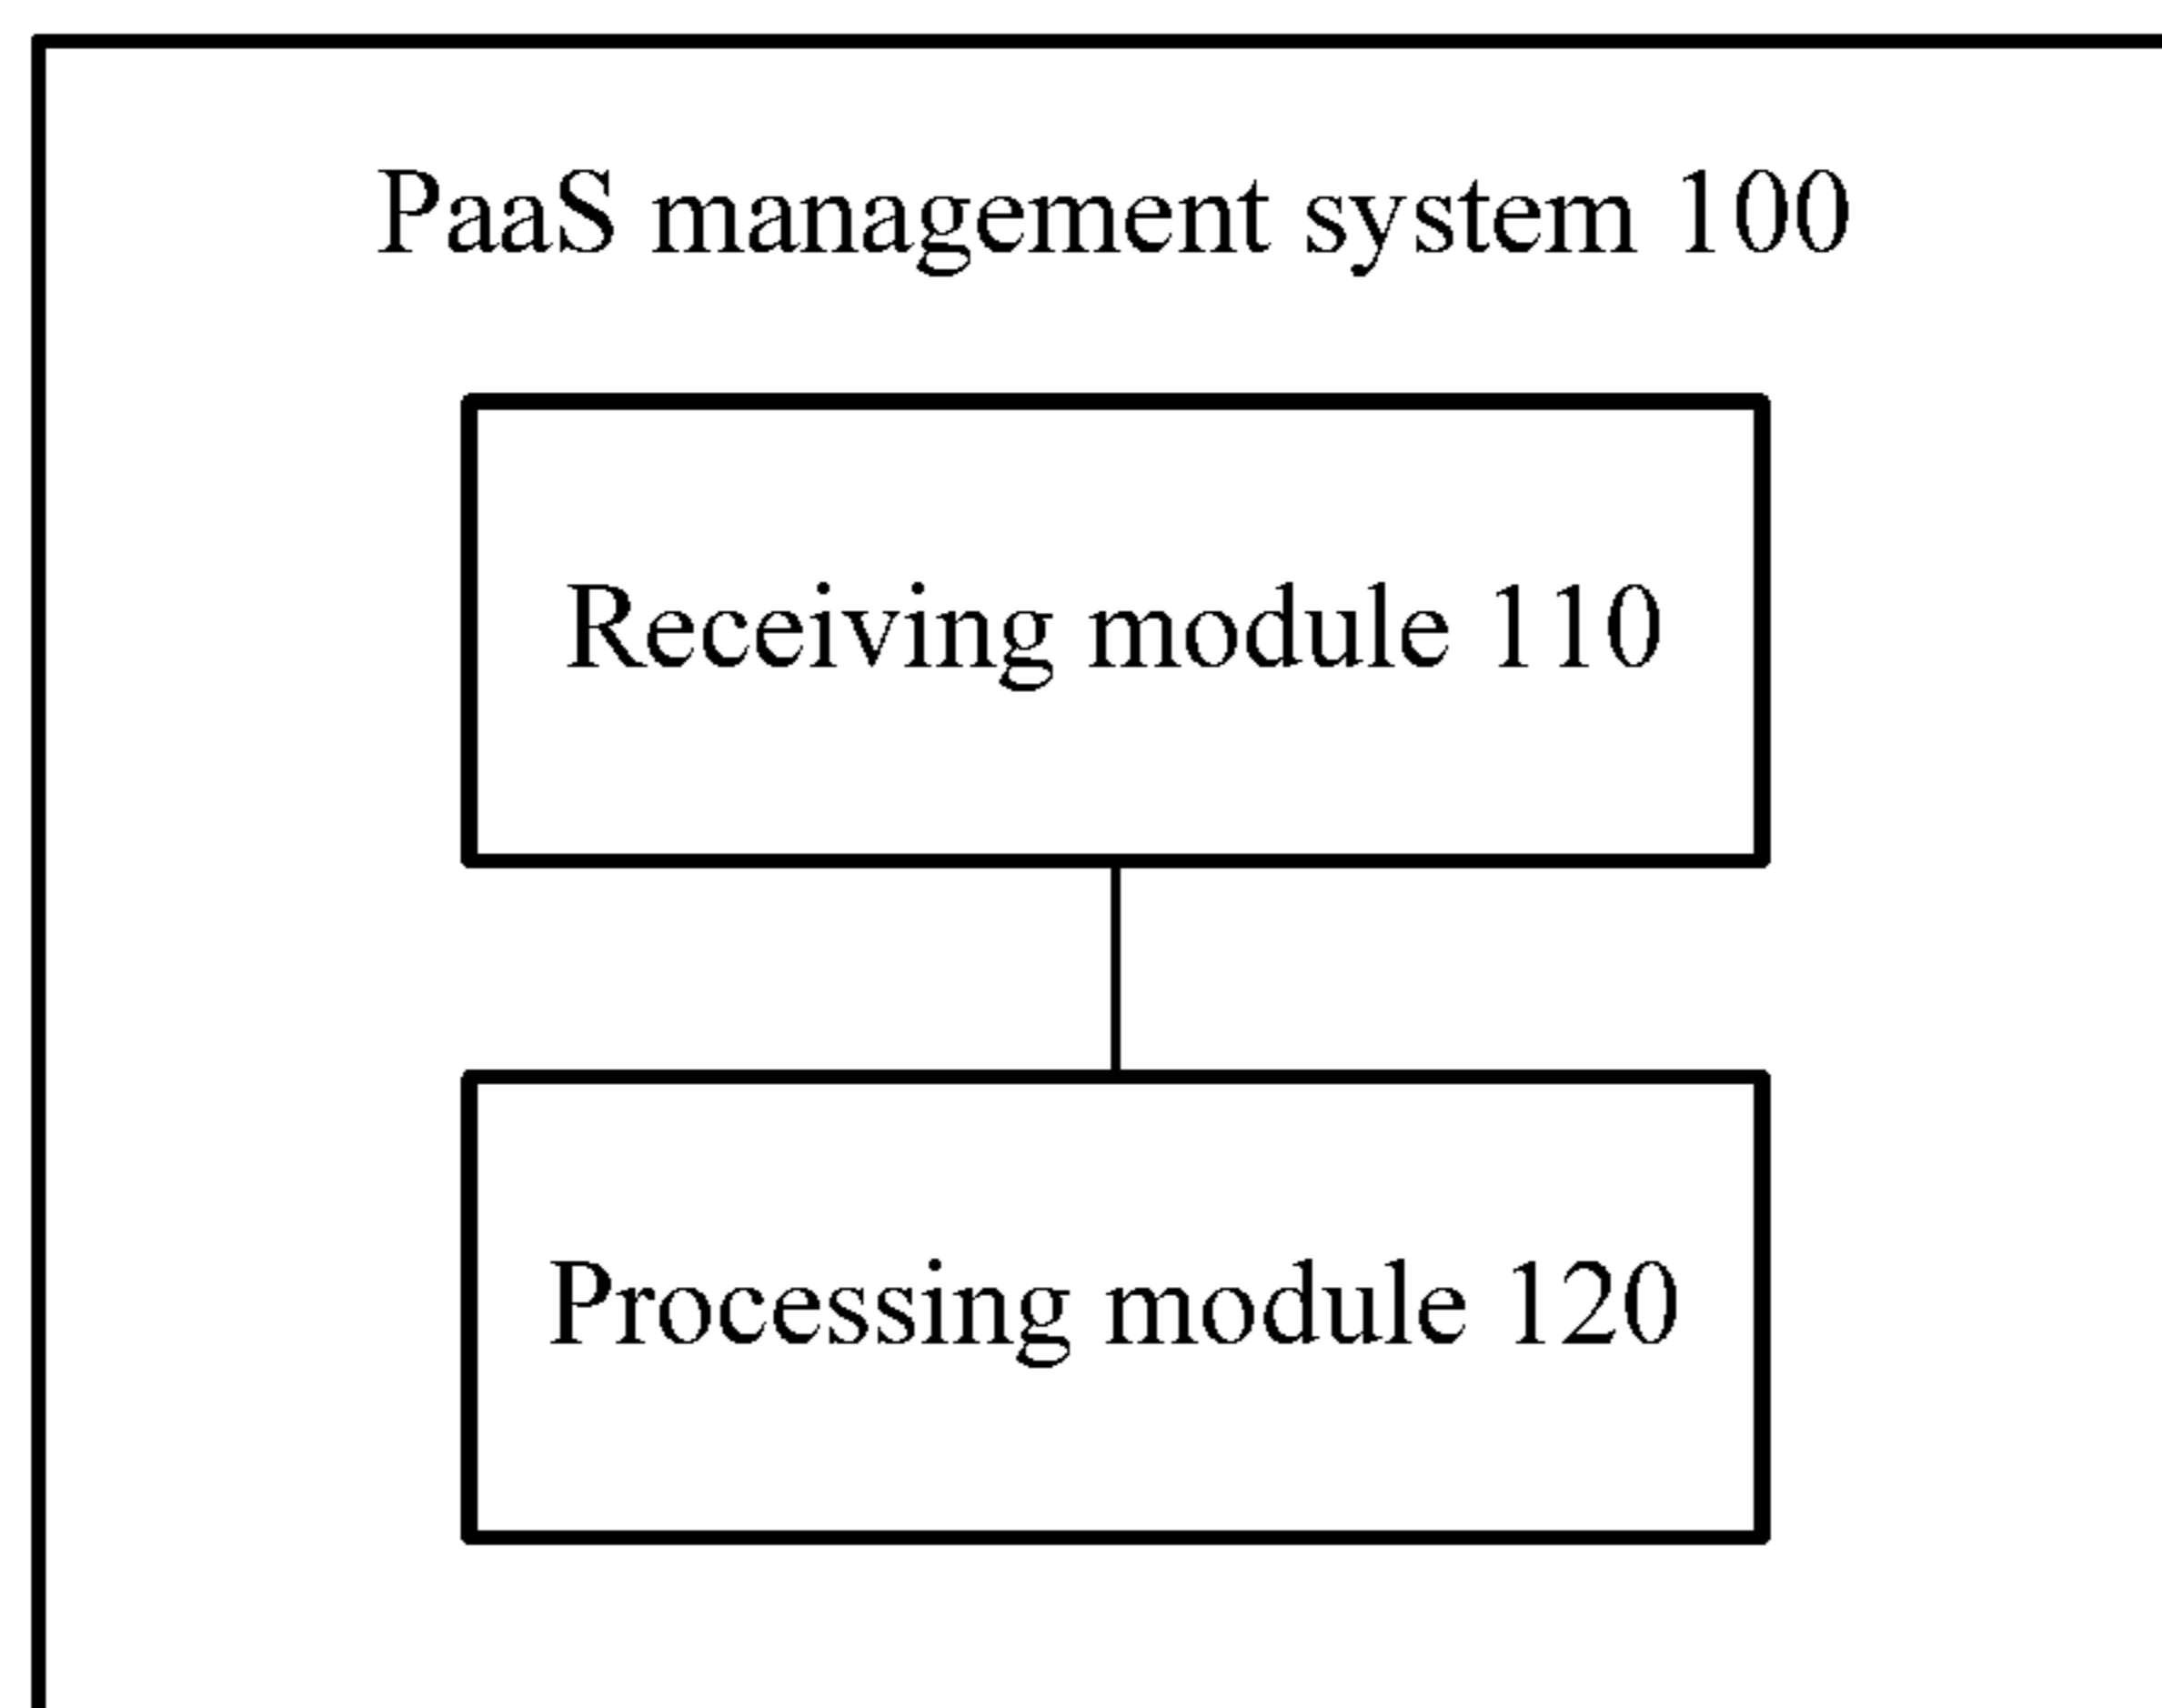 PaaS management system 100
Receiving module 110
Processing module 120